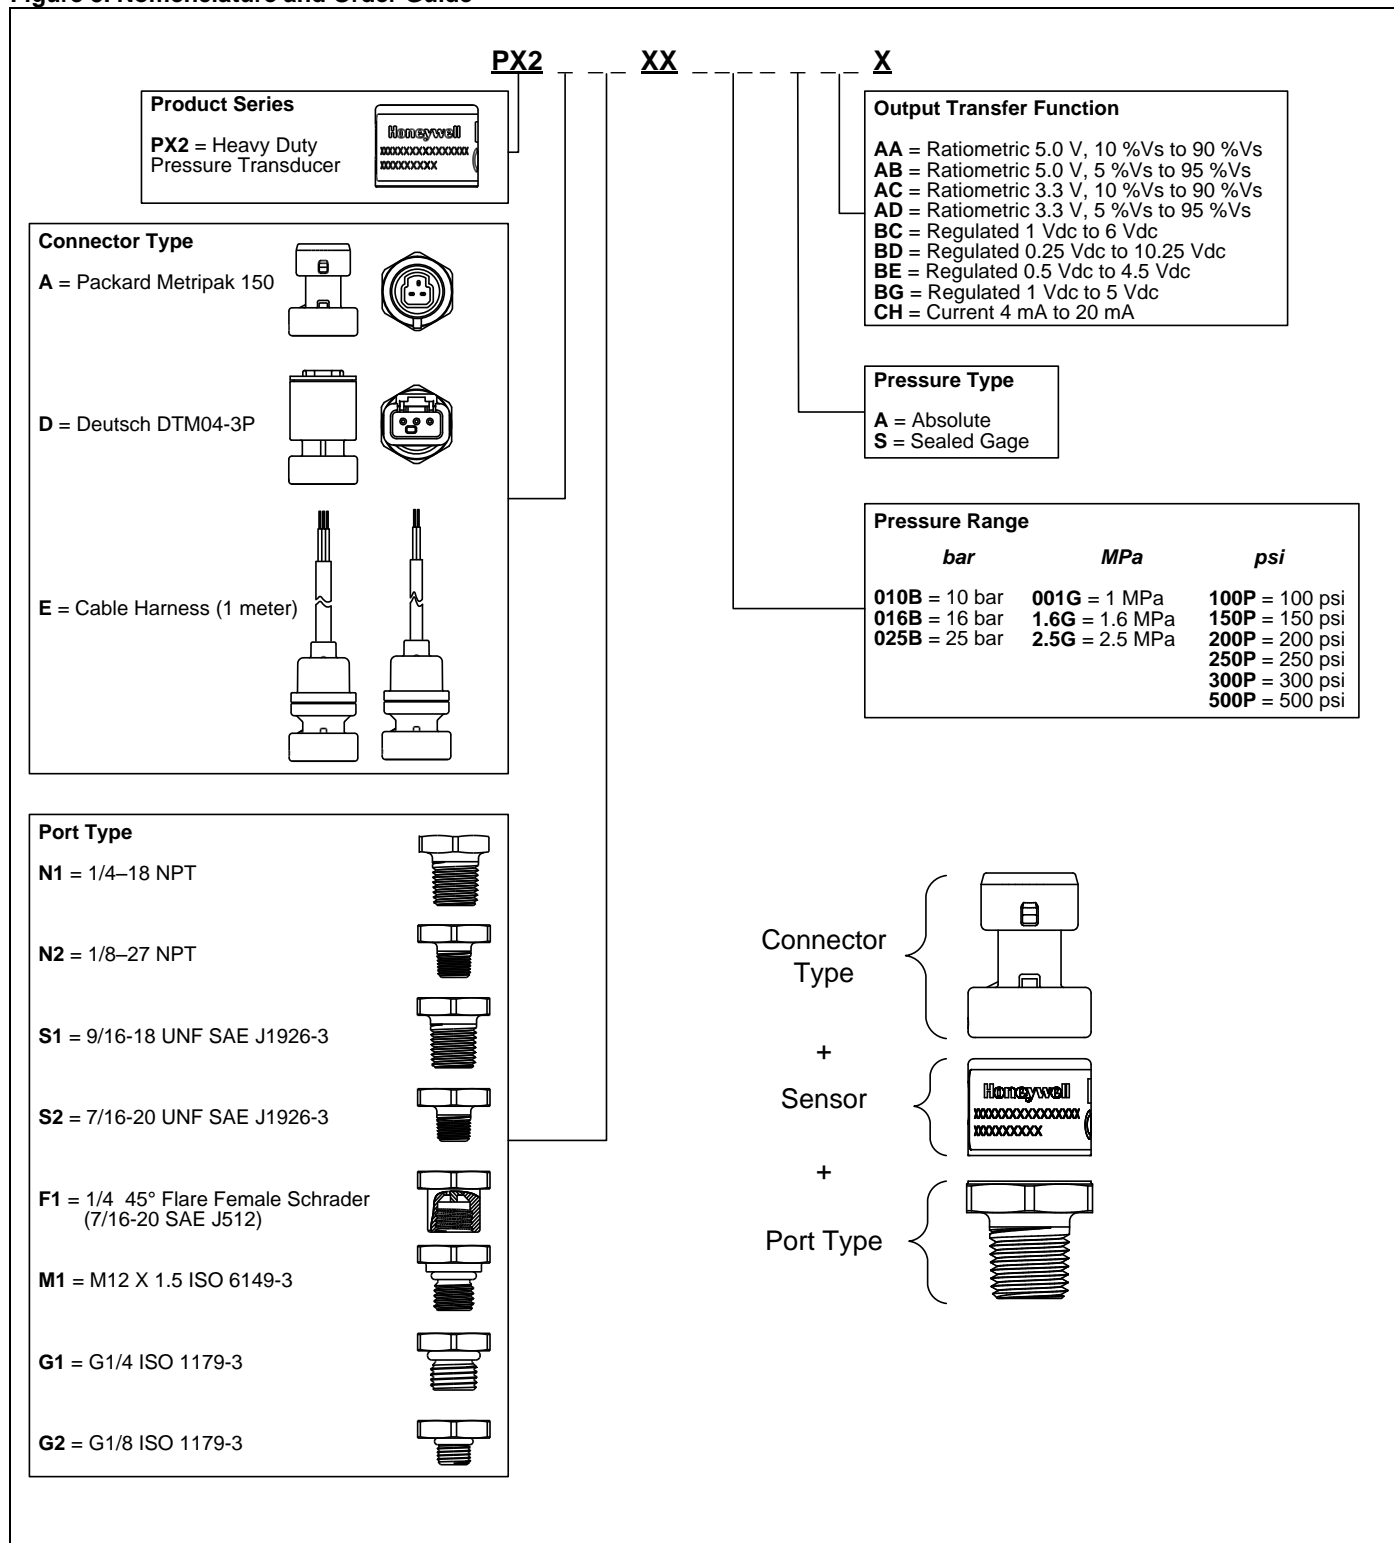 PX2 _ _ _ XX _ _ _ _ _ _ _ X
Product Series
PX2 = Heavy Duty
Pressure Transducer
Honeywell
XXXXXXXXXXXXXXXX
XXXXXXXXXX
Connector Type
A = Packard Metripak 150
D = Deutsch DTM04-3P
E = Cable Harness (1 meter)
Port Type
N1 = 1/4–18 NPT
N2 = 1/8–27 NPT
S1 = 9/16-18 UNF SAE J1926-3
S2 = 7/16-20 UNF SAE J1926-3
F1 = 1/4 45° Flare Female Schrader
(7/16-20 SAE J512)
M1 = M12 X 1.5 ISO 6149-3
G1 = G1/4 ISO 1179-3
G2 = G1/8 ISO 1179-3
Output Transfer Function
AA = Ratiometric 5.0 V, 10 %Vs to 90 %Vs
AB = Ratiometric 5.0 V, 5 %Vs to 95 %Vs
AC = Ratiometric 3.3 V, 10 %Vs to 90 %Vs
AD = Ratiometric 3.3 V, 5 %Vs to 95 %Vs
BC = Regulated 1 Vdc to 6 Vdc
BD = Regulated 0.25 Vdc to 10.25 Vdc
BE = Regulated 0.5 Vdc to 4.5 Vdc
BG = Regulated 1 Vdc to 5 Vdc
CH = Current 4 mA to 20 mA
Pressure Type
A = Absolute
S = Sealed Gage
Pressure Range
bar MPa psi
010B = 10 bar 001G = 1 MPa 100P = 100 psi
016B = 16 bar 1.6G = 1.6 MPa 150P = 150 psi
025B = 25 bar 2.5G = 2.5 MPa 200P = 200 psi
250P = 250 psi
300P = 300 psi
500P = 500 psi
Connector
Type
+
Sensor
Honeywell
XXXXXXXXXXXXXXXX
XXXXXXXXXX
+
Port Type